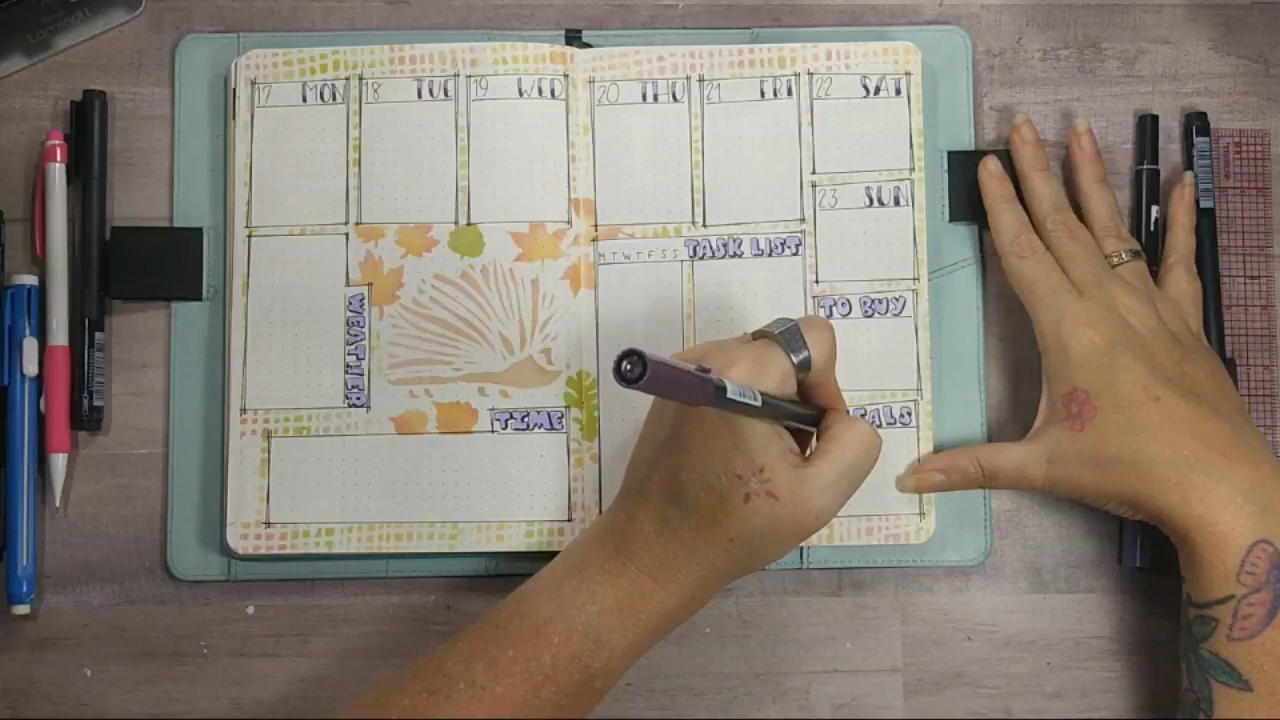 17 MON
18 TUE
19 WED
20 THU
21 FRI
22 SAT
23 SUN
M T W T F S S
TASK LIST
TO BUY
WEATHER
TIME
EALS